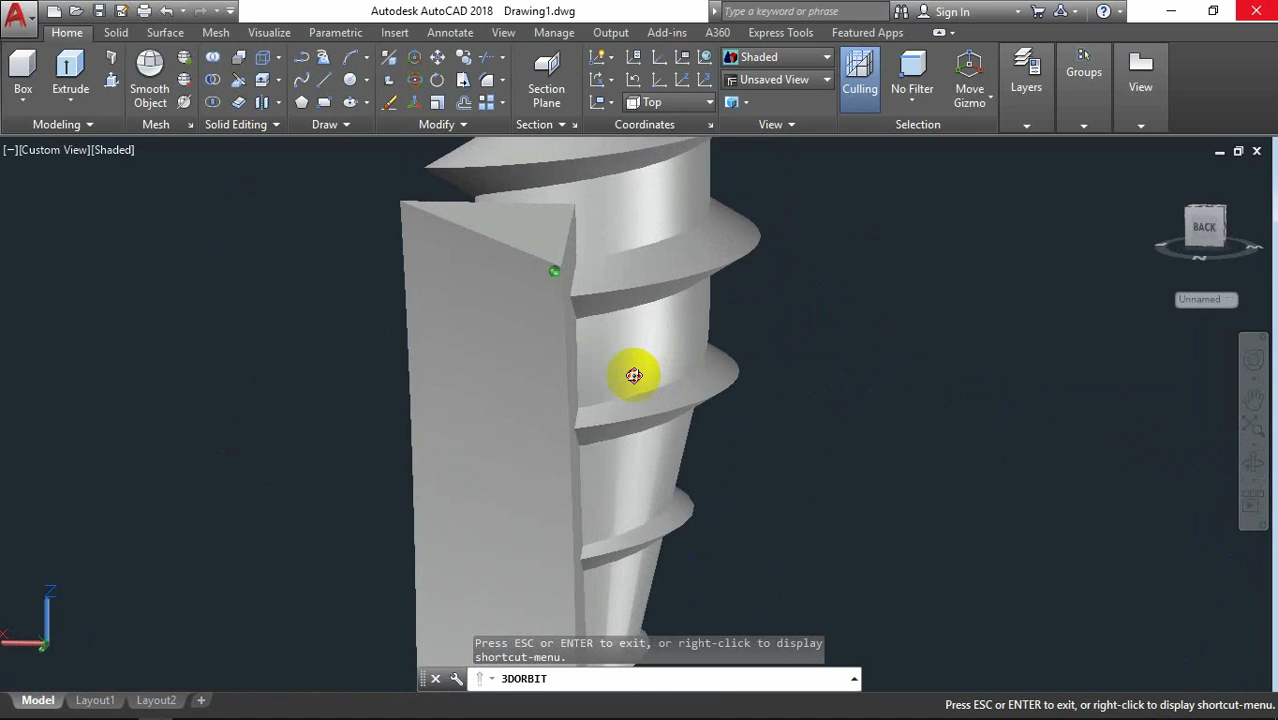 Autodesk AutoCAD 2018 Drawing1.dwg
Type a keyword or phrase
Sign In
Home Solid Surface Mesh Visualize Parametric Insert Annotate View Manage Output Add-ins A360 Express Tools Featured Apps
Box
Extrude
Smooth
Object
Section
Plane
Shaded
Unsaved View
Top
Culling
No Filter
Move
Gizmo
Layers
Groups
View
Modeling
Mesh
Solid Editing
Draw
Modify
Section
Coordinates
View
Selection
[−][Custom View][Shaded]
BACK
Unnamed
Z
X
Press ESC or ENTER to exit, or right-click to display
shortcut-menu.
3DORBIT
Model Layout1 Layout2 +
Press ESC or ENTER to exit, or right-click to display shortcut-menu.